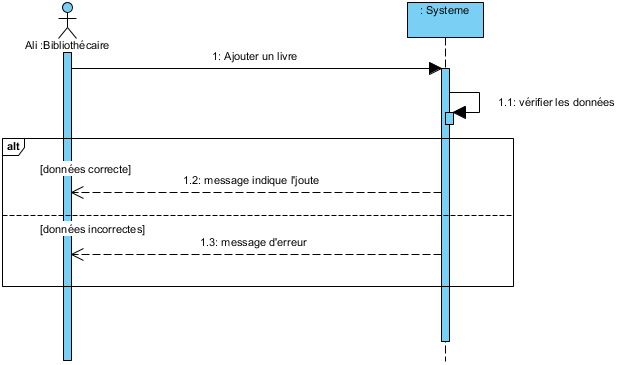 : Systeme
Ali :Bibliothécaire
1: Ajouter un livre
1.1: vérifier les données
alt
[données correcte]
1.2: message indique l'joute
[données incorrectes]
1.3: message d'erreur